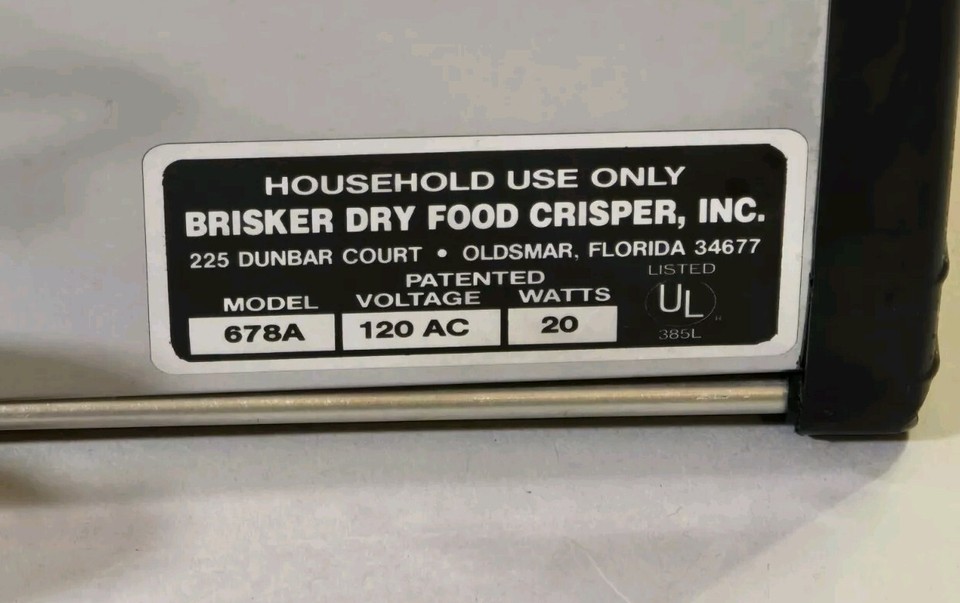 HOUSEHOLD USE ONLY
BRISKER DRY FOOD CRISPER, INC.
225 DUNBAR COURT • OLDSMAR, FLORIDA 34677
PATENTED
MODEL VOLTAGE WATTS
678A 120 AC 20
LISTED
UL
385L